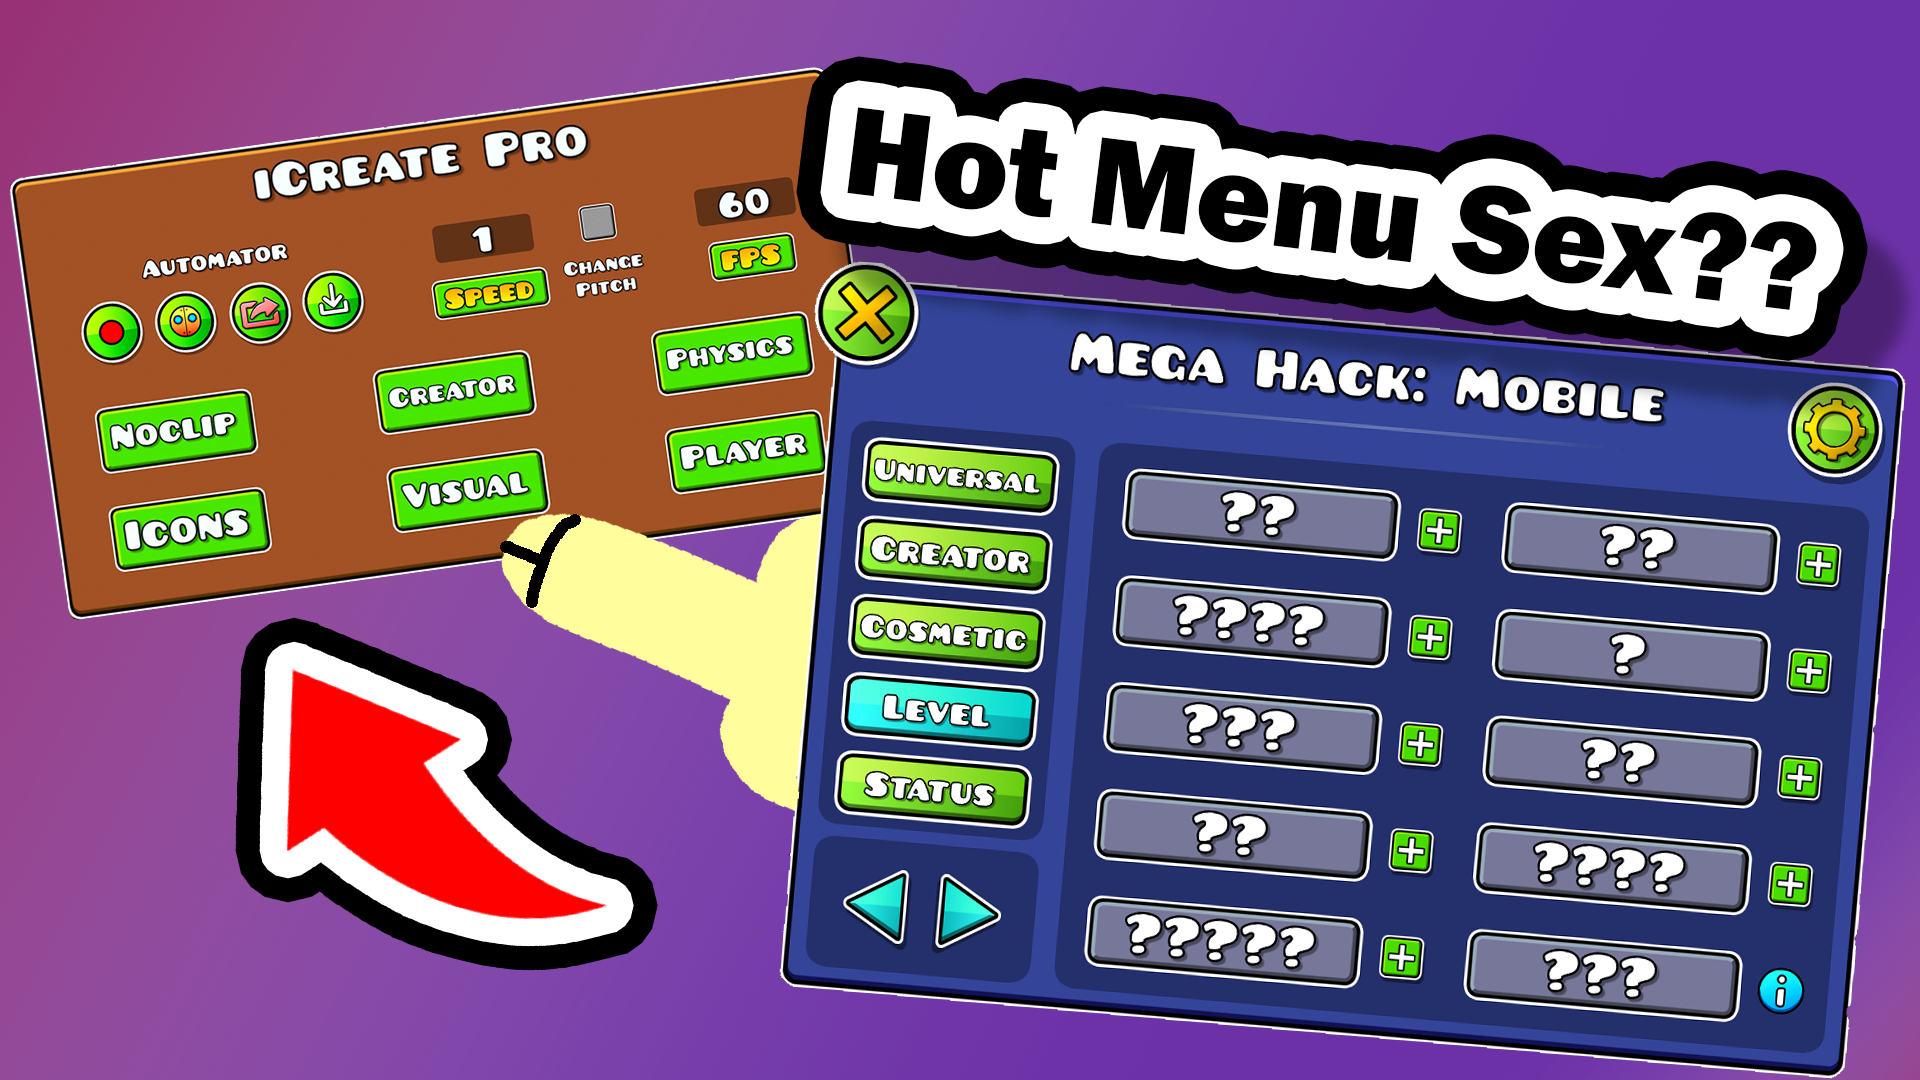 Hot Menu Sex??
iCreate Pro
Automator
1
Speed
Change
Pitch
60
FPS
Noclip
Creator
Physics
Icons
Visual
Player
Mega Hack: Mobile
Universal
Creator
Cosmetic
Level
Status
??
??
????
?
???
??
??
????
?????
???
i